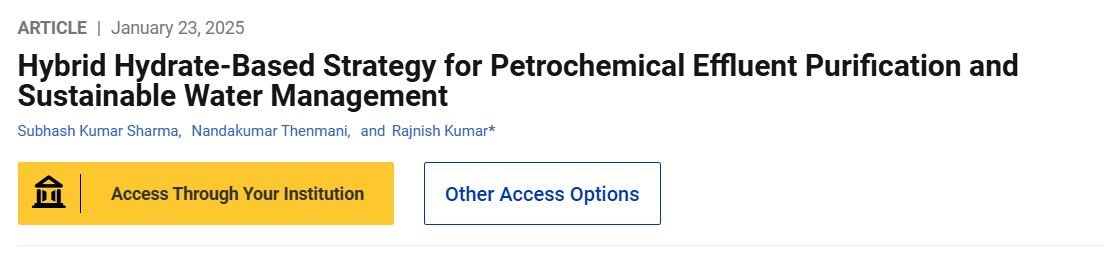 ARTICLE | January 23, 2025
Hybrid Hydrate-Based Strategy for Petrochemical Effluent Purification and
Sustainable Water Management
Subhash Kumar Sharma, Nandakumar Thenmani, and Rajnish Kumar*
Access Through Your Institution
Other Access Options